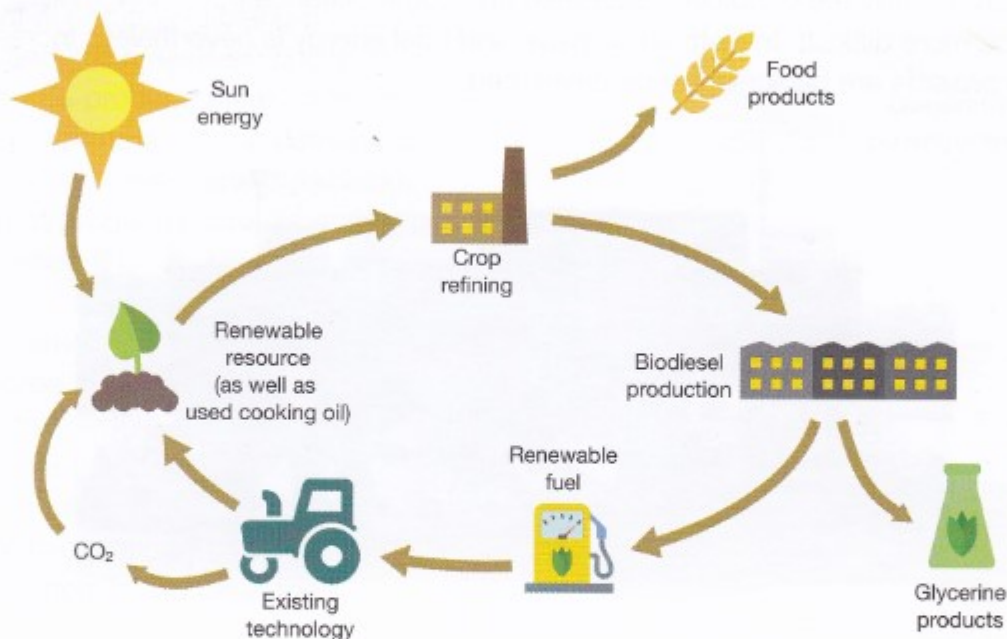 Sun
energy
Food
products
Crop
refining
Renewable
resource
(as well as
used cooking oil)
Biodiesel
production
Renewable
fuel
CO₂
Existing
technology
Glycerine
products